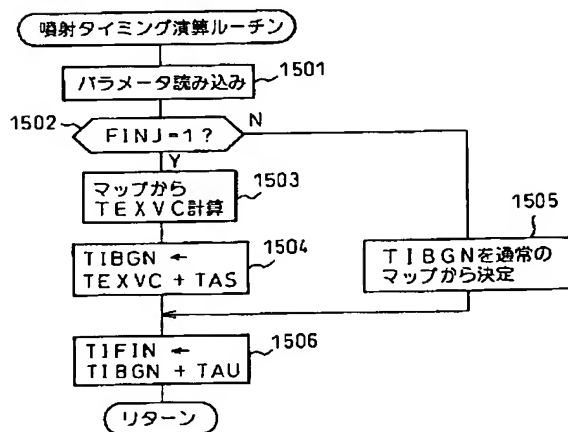 噴射タイミング演算ルーチン
パラメータ読み込み
1501
1502
FINJ=1?
N
Y
マップから
TEXVC計算
1503
1505
TIBGN ←
TEXVC + TAS
1504
TIBGNを通常の
マップから決定
TIFIN ←
TIBGN + TAU
1506
リターン